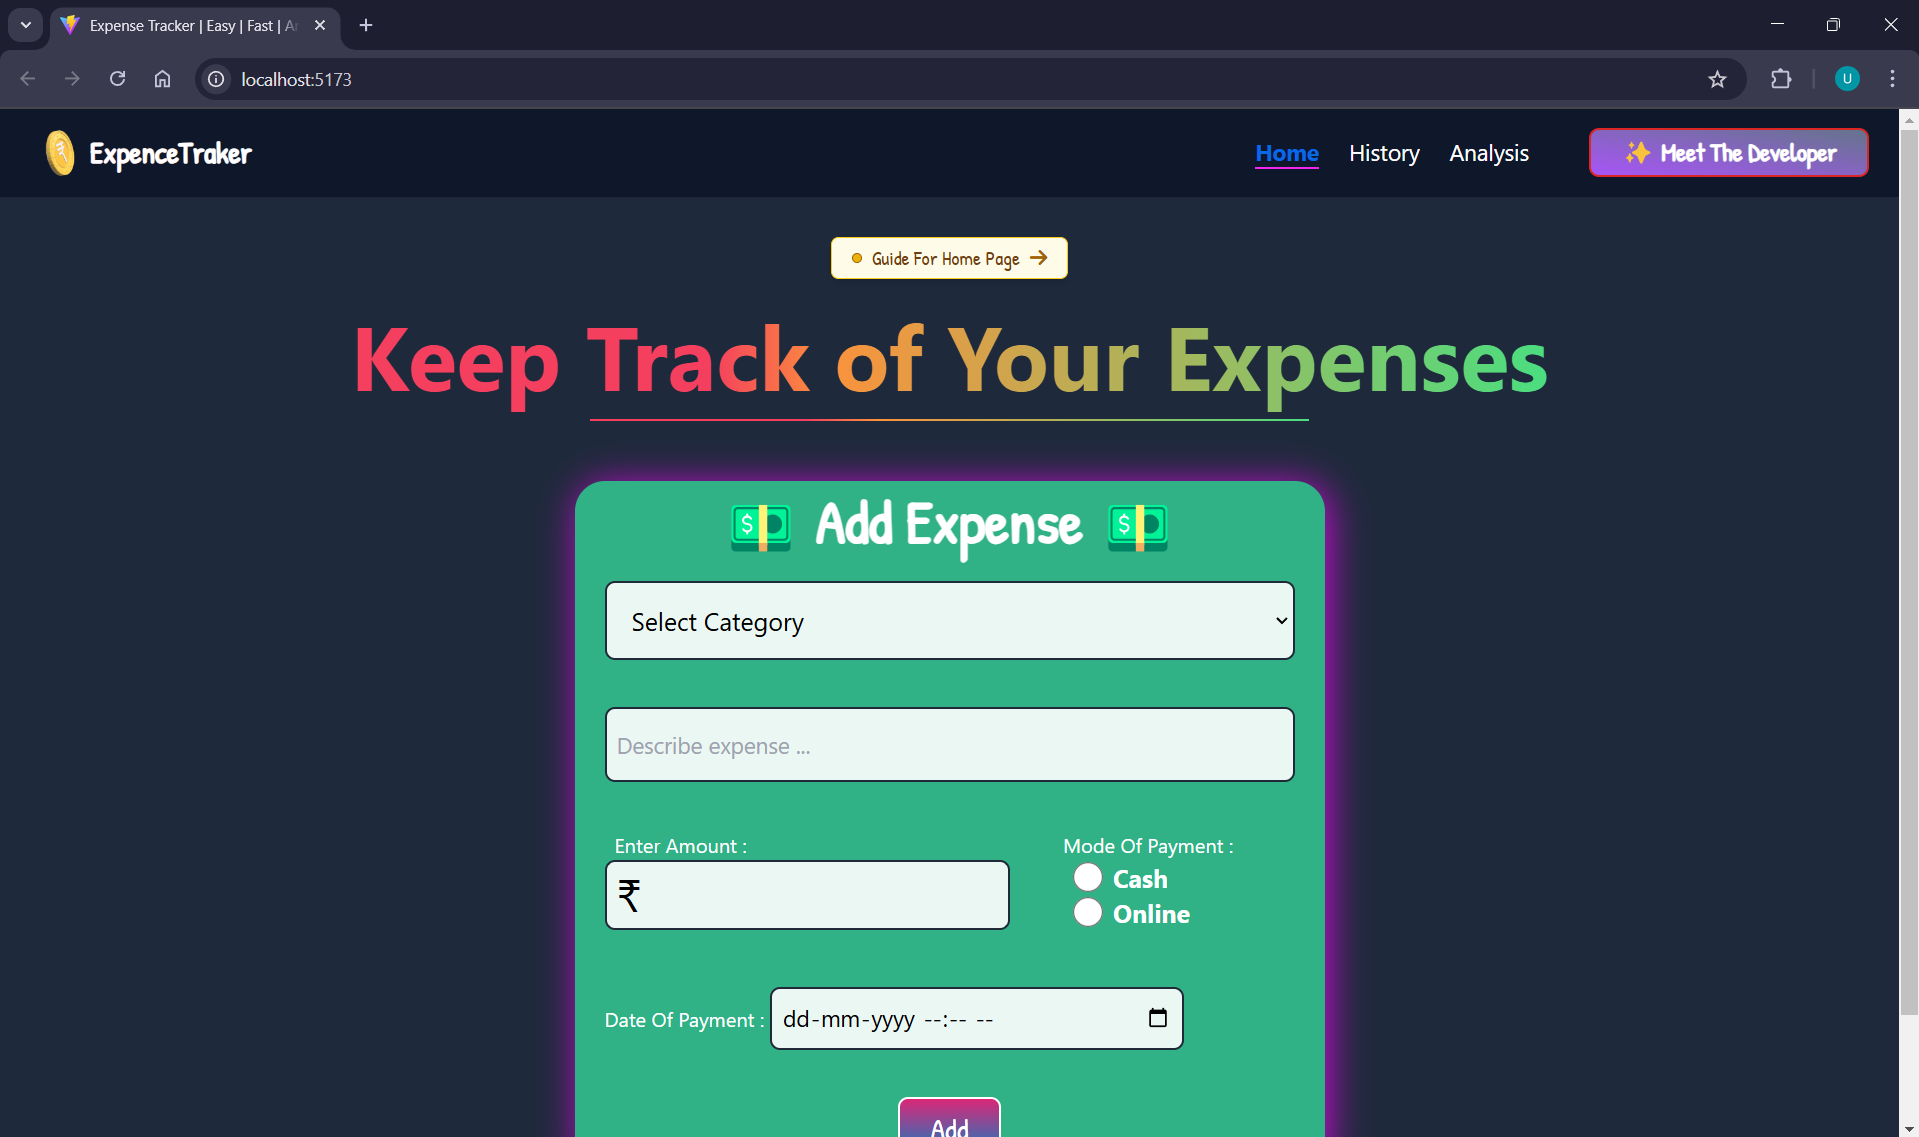 Expense Tracker | Easy | Fast |
localhost:5173
U
ExpenceTraker
Home
History
Analysis
✨ Meet The Developer
Guide For Home Page →
Keep Track of Your Expenses
💵 Add Expense 💵
Select Category
Describe expense ...
Enter Amount :
Mode Of Payment :
₹
Cash
Online
Date Of Payment :
dd-mm-yyyy --:-- --
Add